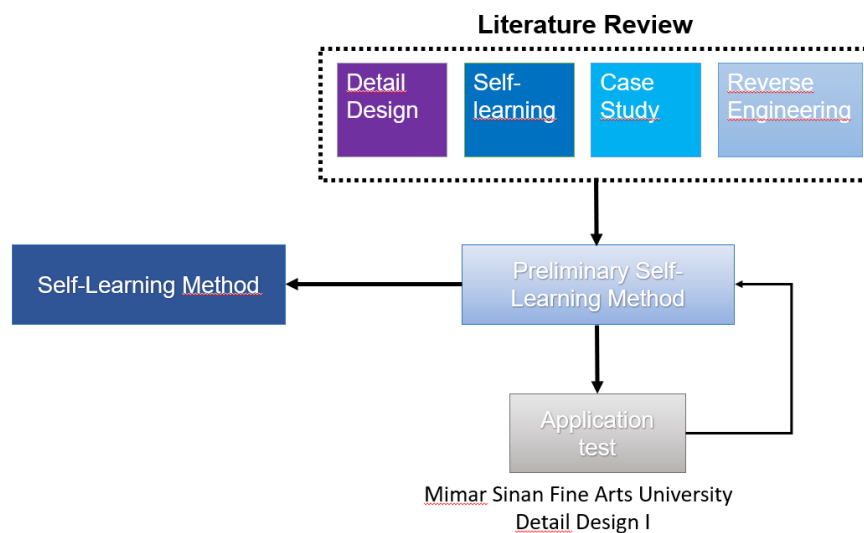 Literature Review
Detail
Design
Self-
learning
Case
Study
Reverse
Engineering
Self-Learning Method
Preliminary Self-
Learning Method
Application
test
Mimar Sinan Fine Arts University
Detail Design I